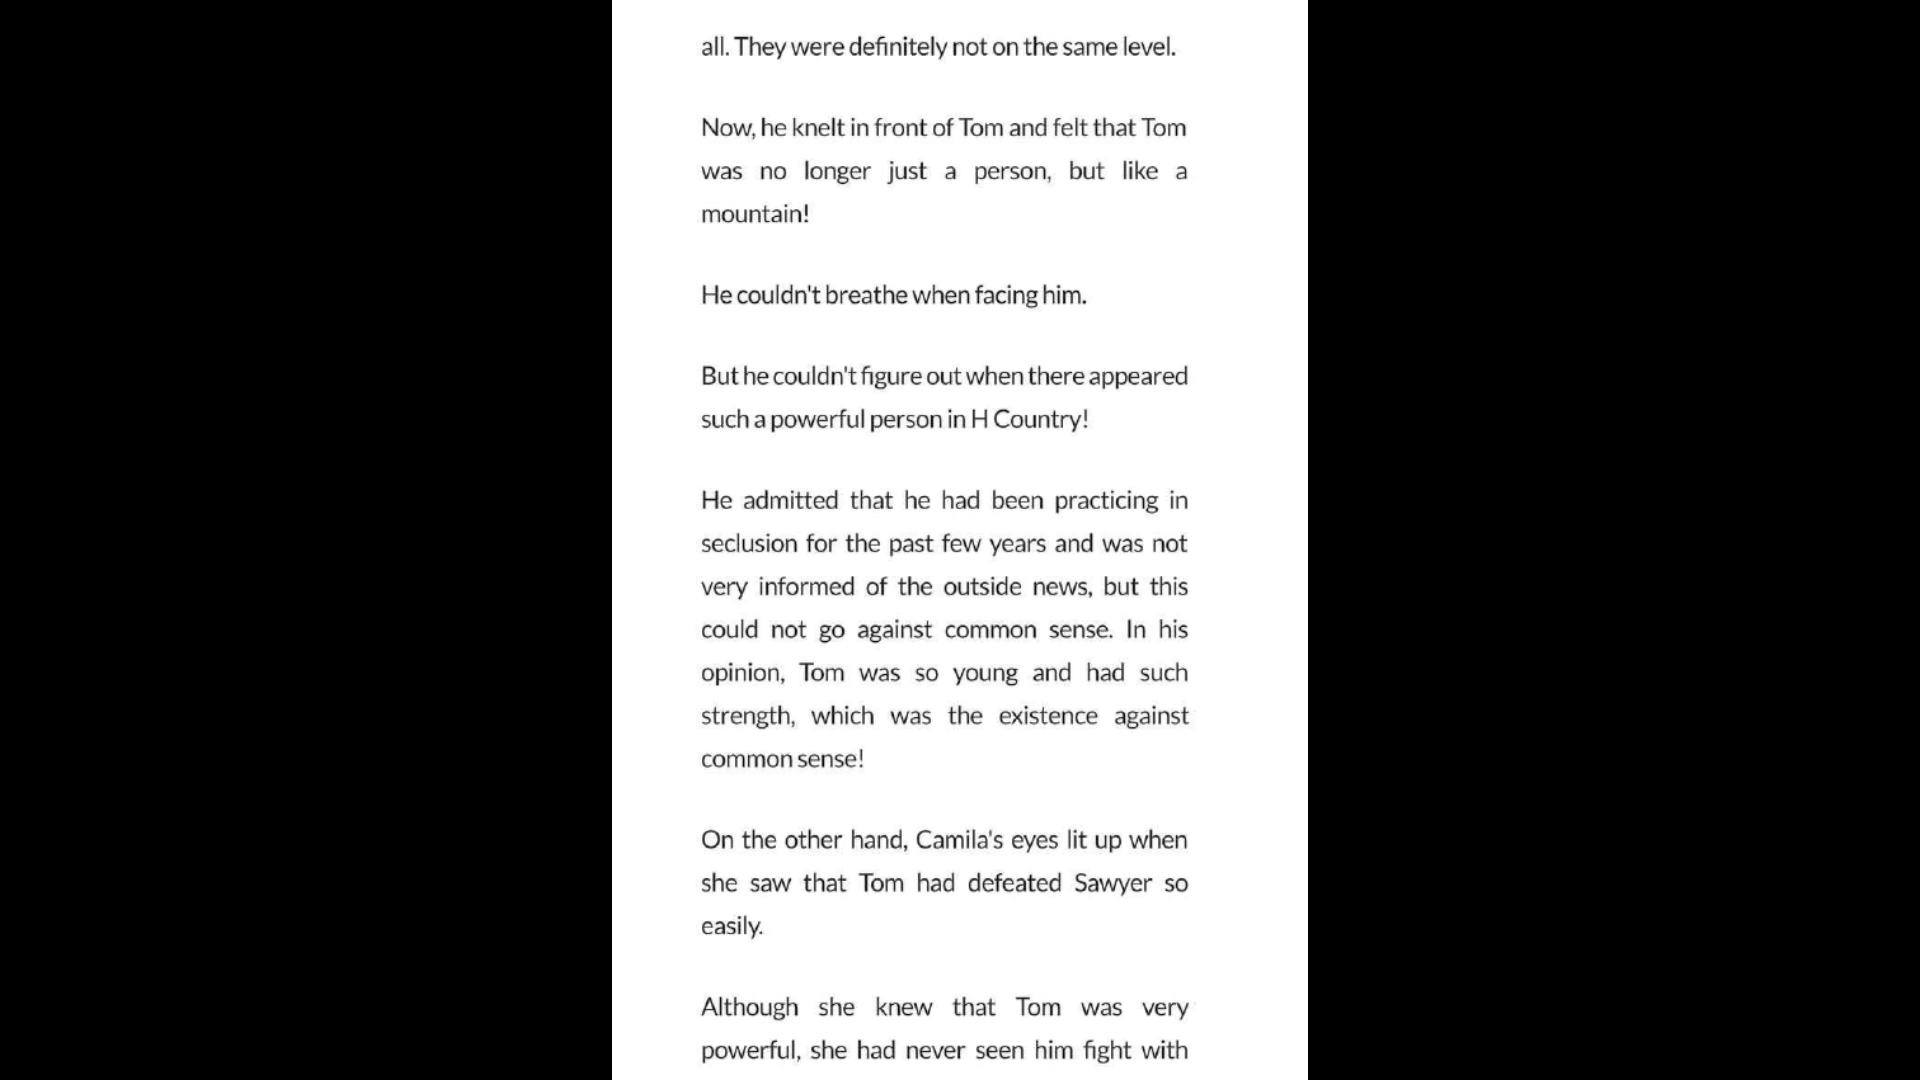 all. They were definitely not on the same level.
Now, he knelt in front of Tom and felt that Tom
was no longer just a person, but like a
mountain!
He couldn't breathe when facing him.
But he couldn't figure out when there appeared
such a powerful person in H Country!
He admitted that he had been practicing in
seclusion for the past few years and was not
very informed of the outside news, but this
could not go against common sense. In his
opinion, Tom was so young and had such
strength, which was the existence against
common sense!
On the other hand, Camila's eyes lit up when
she saw that Tom had defeated Sawyer so
easily.
Although she knew that Tom was very
powerful, she had never seen him fight with